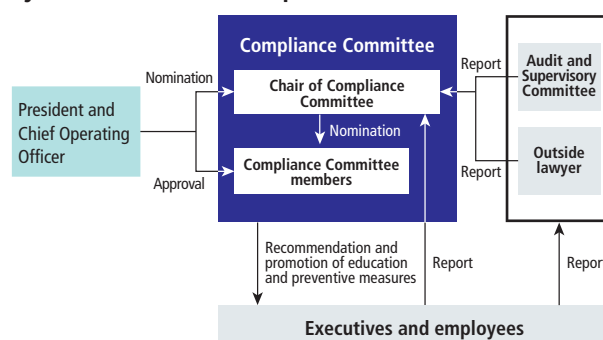 Compliance Committee
Nomination
Chair of Compliance
Committee
Report
Audit and
Supervisory
Committee
President and
Chief Operating
Officer
Nomination
Approval
Compliance Committee
members
Report
Outside
lawyer
Recommendation and
promotion of education
and preventive measures
Report
Report
Executives and employees